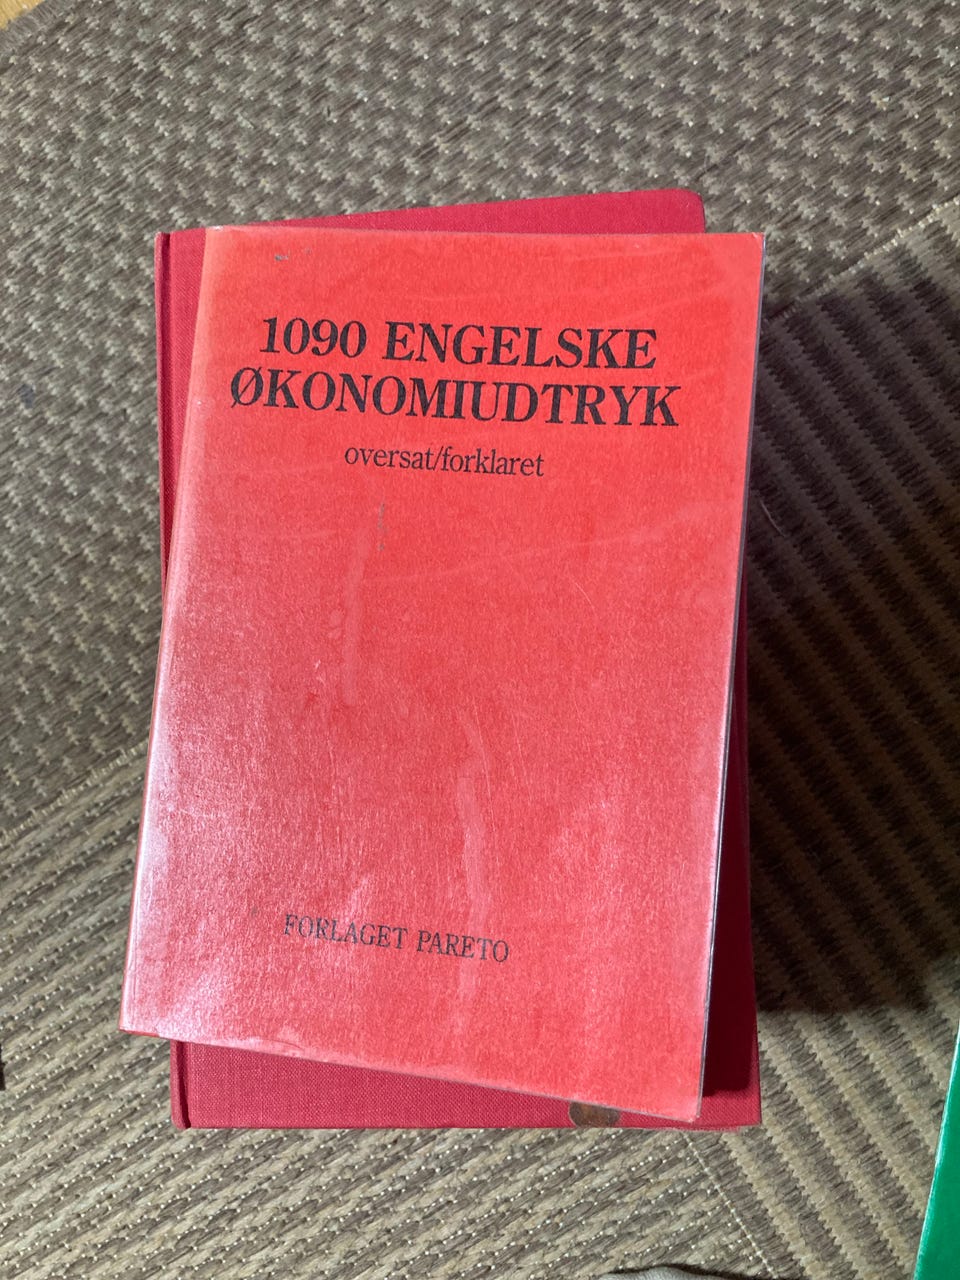 1090 ENGELSKE
ØKONOMIUDTRYK
oversat/forklaret
FORLAGET PARETO